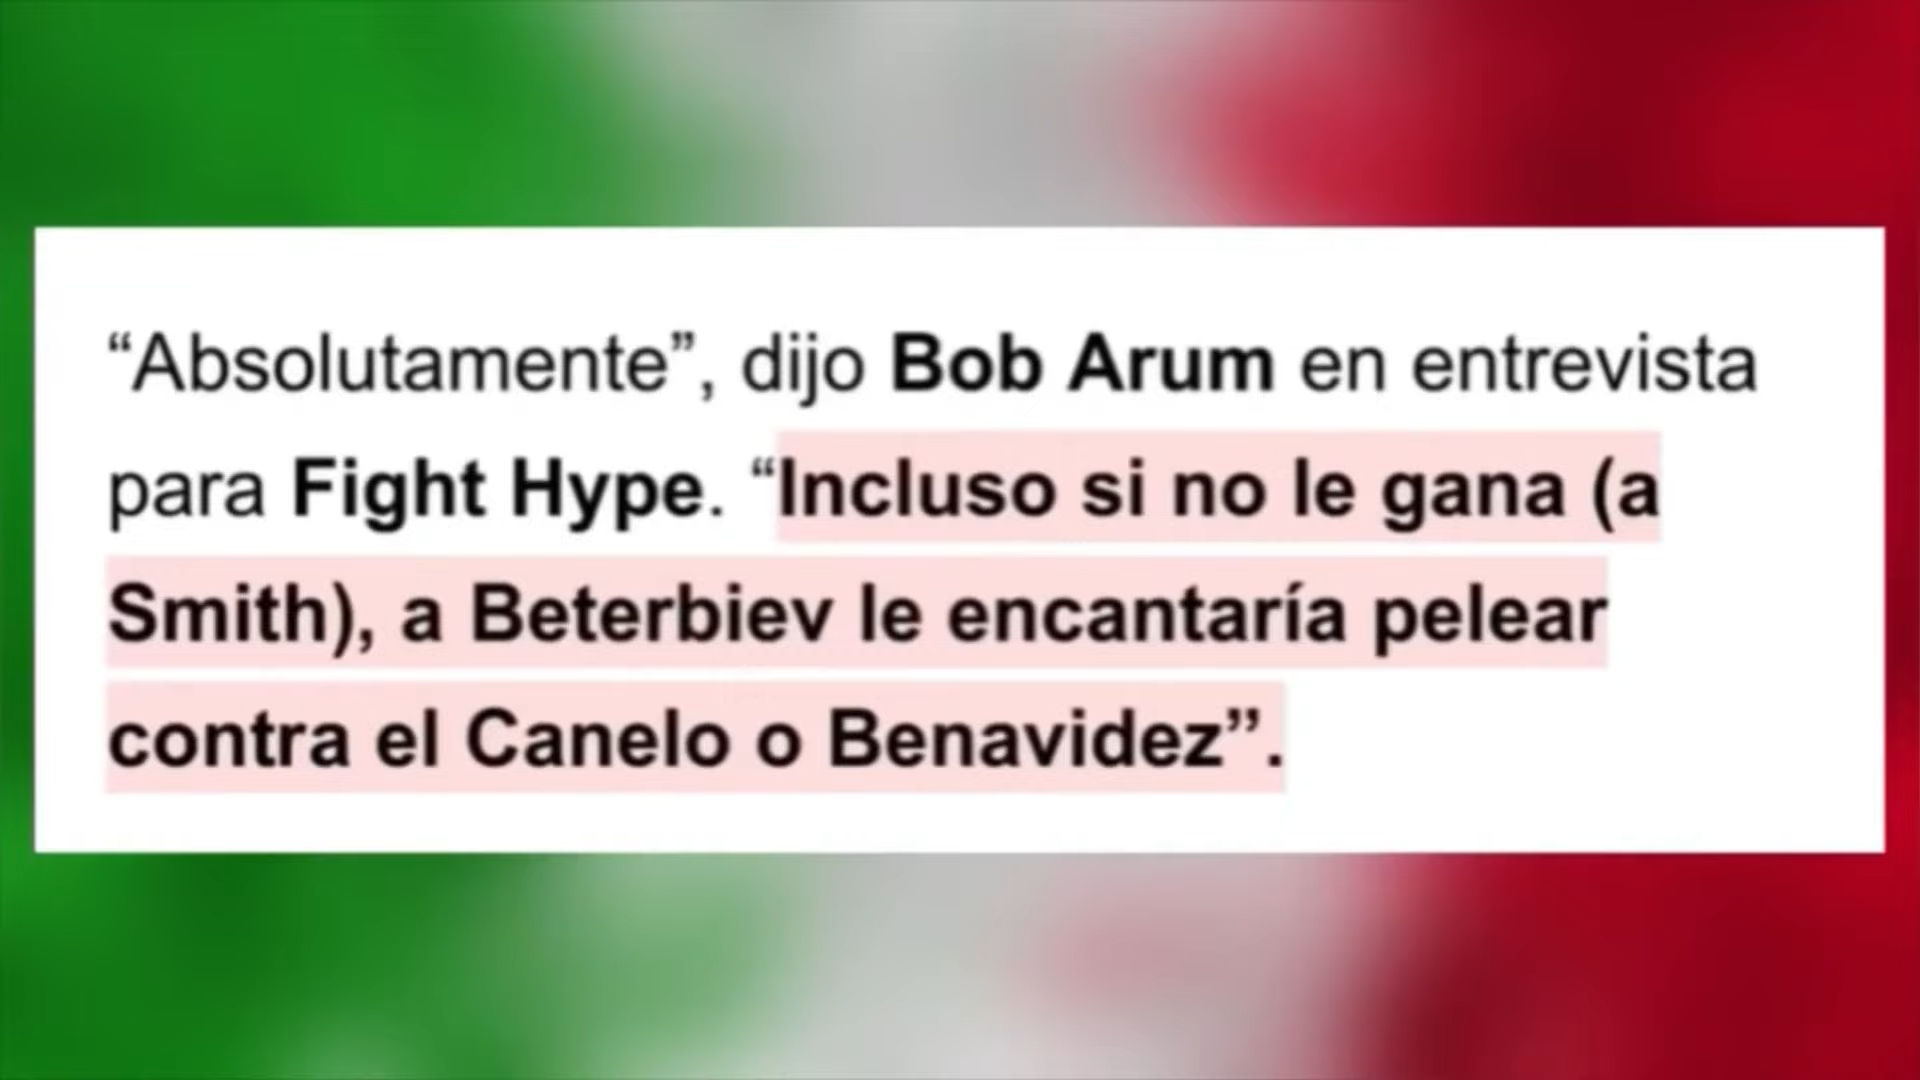 “Absolutamente”, dijo Bob Arum en entrevista
para Fight Hype. “Incluso si no le gana (a
Smith), a Beterbiev le encantaría pelear
contra el Canelo o Benavidez”.